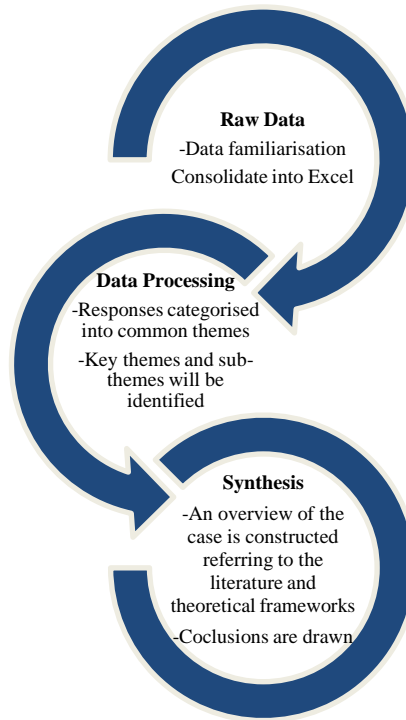 Raw Data
-Data familiarisation
Consolidate into Excel
Data Processing
-Responses categorised
into common themes
-Key themes and sub-
themes will be
identified
Synthesis
-An overview of the
case is constructed
referring to the
literature and
theoretical frameworks
-Coclusions are drawn